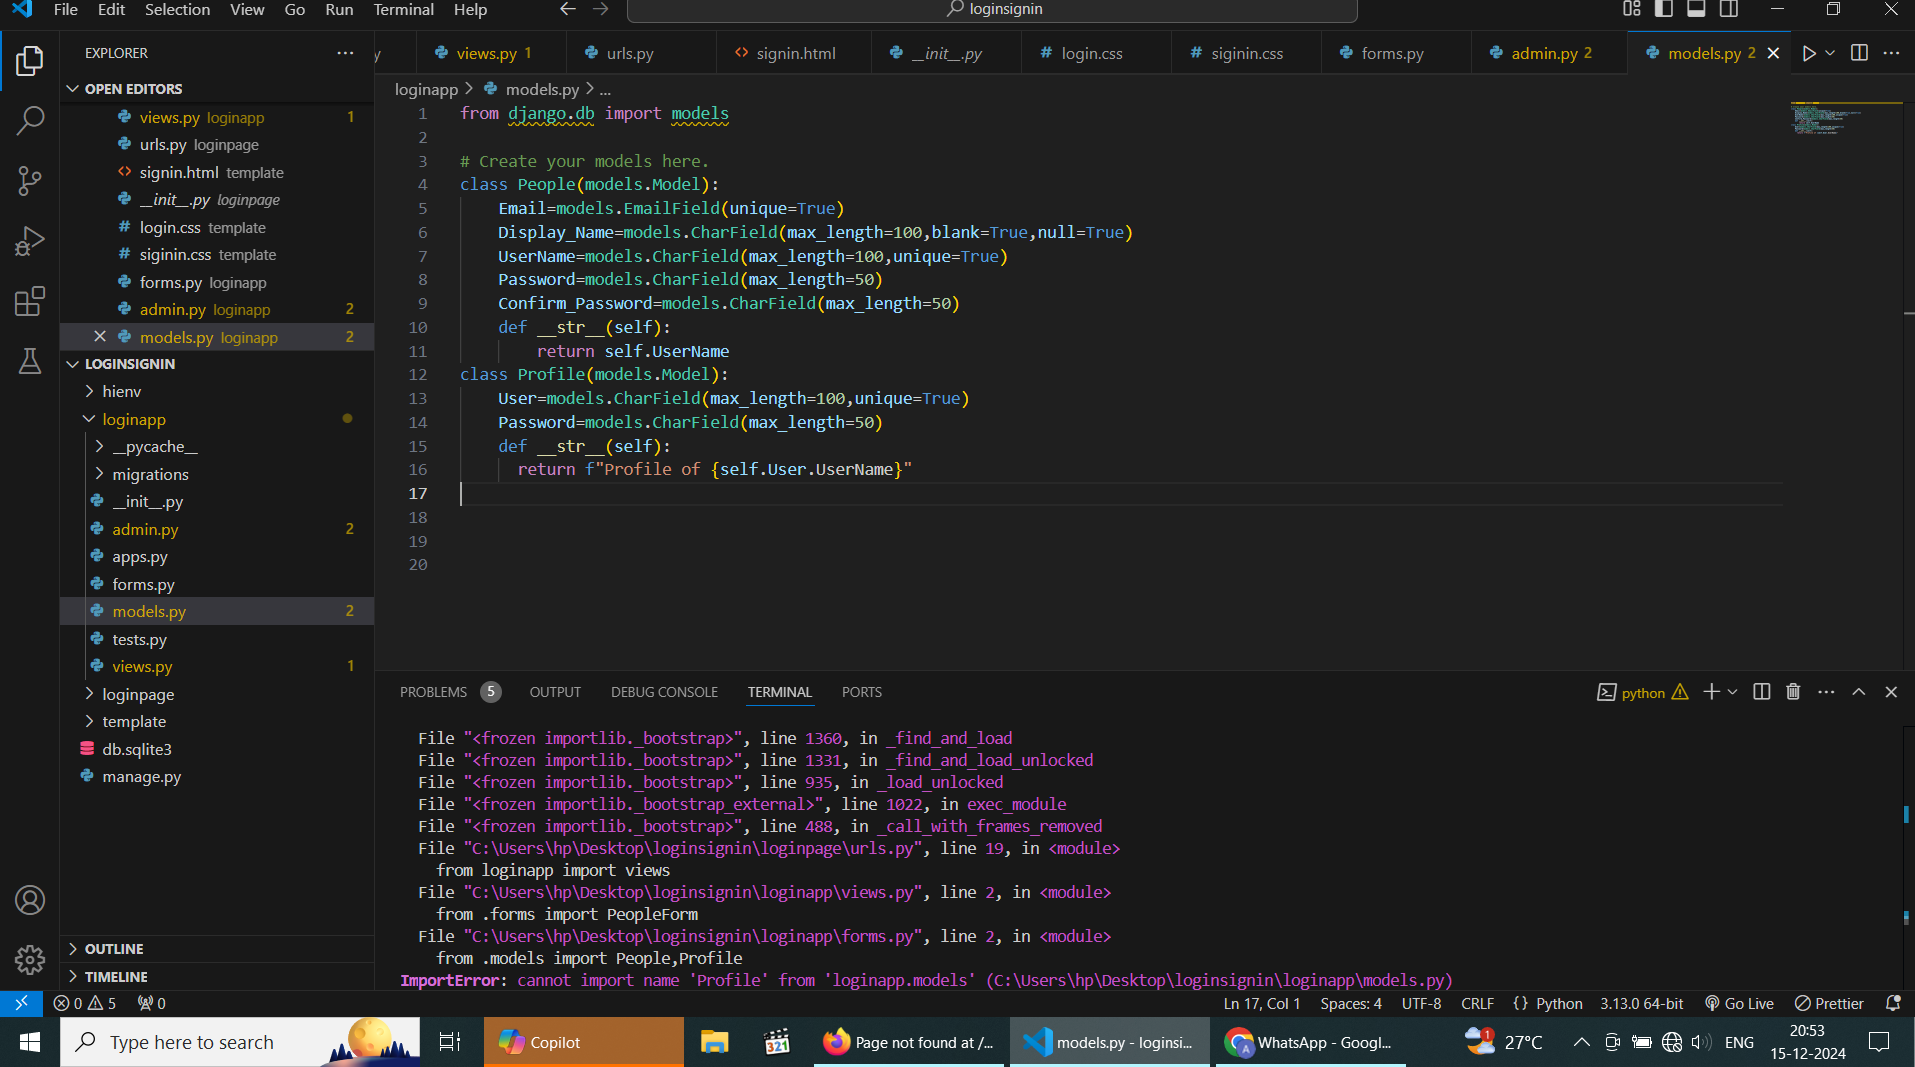 File Edit Selection View Go Run Terminal Help
loginsignin
EXPLORER
OPEN EDITORS
views.py loginapp 1
urls.py loginpage
signin.html template
__init__.py loginpage
login.css template
siginin.css template
forms.py loginapp
admin.py loginapp 2
models.py loginapp 2
LOGINSIGNIN
hienv
loginapp
__pycache__
migrations
__init__.py
admin.py 2
apps.py
forms.py
models.py 2
tests.py
views.py 1
loginpage
template
db.sqlite3
manage.py
OUTLINE
TIMELINE
y views.py 1 urls.py signin.html __init__.py login.css siginin.css forms.py admin.py 2 models.py 2
loginapp > models.py > ...
1 from django.db import models
2
3 # Create your models here.
4 class People(models.Model):
5 Email=models.EmailField(unique=True)
6 Display_Name=models.CharField(max_length=100,blank=True,null=True)
7 UserName=models.CharField(max_length=100,unique=True)
8 Password=models.CharField(max_length=50)
9 Confirm_Password=models.CharField(max_length=50)
10 def __str__(self):
11 return self.UserName
12 class Profile(models.Model):
13 User=models.CharField(max_length=100,unique=True)
14 Password=models.CharField(max_length=50)
15 def __str__(self):
16 return f"Profile of {self.User.UserName}"
17
18
19
20
PROBLEMS 5 OUTPUT DEBUG CONSOLE TERMINAL PORTS
python
File "<frozen importlib._bootstrap>", line 1360, in _find_and_load
File "<frozen importlib._bootstrap>", line 1331, in _find_and_load_unlocked
File "<frozen importlib._bootstrap>", line 935, in _load_unlocked
File "<frozen importlib._bootstrap_external>", line 1022, in exec_module
File "<frozen importlib._bootstrap>", line 488, in _call_with_frames_removed
File "C:\Users\hp\Desktop\loginsignin\loginpage\urls.py", line 19, in <module>
from loginapp import views
File "C:\Users\hp\Desktop\loginsignin\loginapp\views.py", line 2, in <module>
from .forms import PeopleForm
File "C:\Users\hp\Desktop\loginsignin\loginapp\forms.py", line 2, in <module>
from .models import People,Profile
ImportError: cannot import name 'Profile' from 'loginapp.models' (C:\Users\hp\Desktop\loginsignin\loginapp\models.py)
0 5 0
Ln 17, Col 1 Spaces: 4 UTF-8 CRLF {} Python 3.13.0 64-bit Go Live Prettier
Type here to search
Copilot
321
Page not found at /...
models.py - loginsi...
A
WhatsApp - Googl...
1
27°C
ENG
20:53
15-12-2024